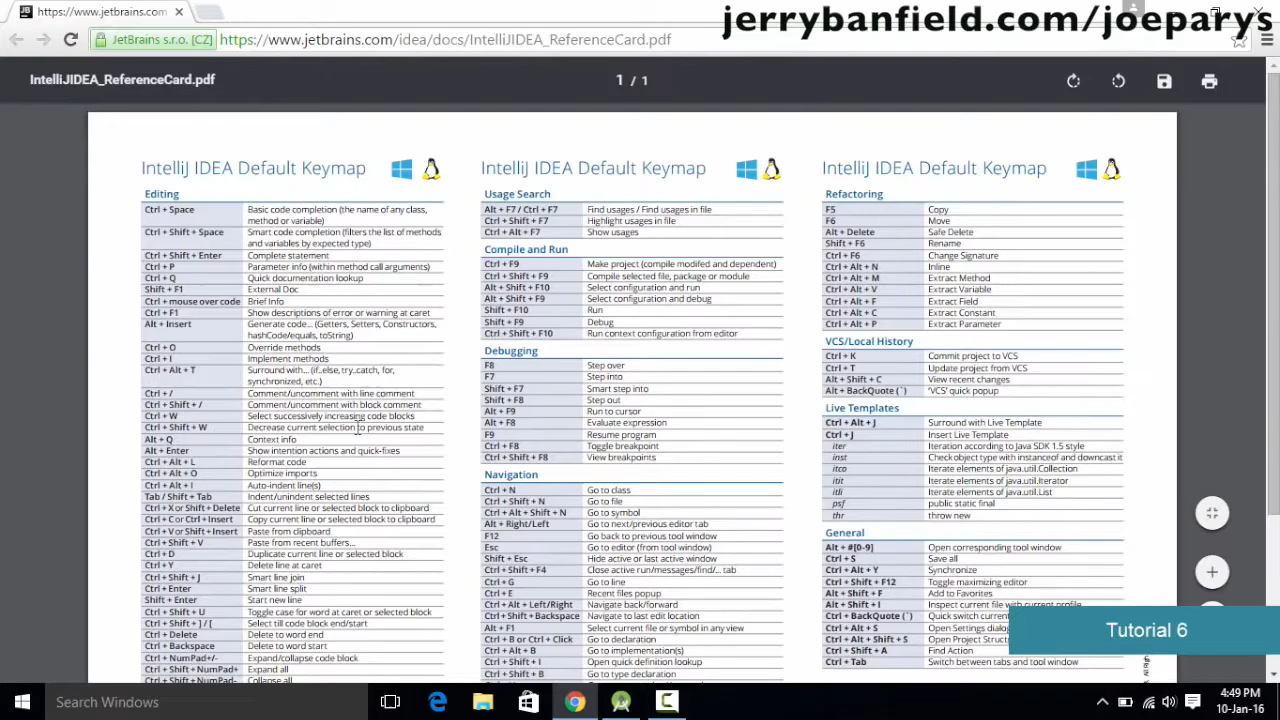 https://www.jetbrains.com
jerrybanfield.com/joeparys
JetBrains s.r.o. [CZ]
https://www.jetbrains.com/idea/docs/IntelliJIDEA_ReferenceCard.pdf
IntelliJIDEA_ReferenceCard.pdf
1 / 1
IntelliJ IDEA Default Keymap
Editing
Ctrl + Space Basic code completion (the name of any class,
method or variable)
Ctrl + Shift + Space Smart code completion (filters the list of methods
and variables by expected type)
Ctrl + Shift + Enter Complete statement
Ctrl + P Parameter info (within method call arguments)
Ctrl + Q Quick documentation lookup
Shift + F1 External Doc
Ctrl + mouse over code Brief Info
Ctrl + F1 Show descriptions of error or warning at caret
Alt + Insert Generate code... (Getters, Setters, Constructors,
hashCode/equals, toString)
Ctrl + O Override methods
Ctrl + I Implement methods
Ctrl + Alt + T Surround with... (if..else, try..catch, for,
synchronized, etc.)
Ctrl + / Comment/uncomment with line comment
Ctrl + Shift + / Comment/uncomment with block comment
Ctrl + W Select successively increasing code blocks
Ctrl + Shift + W Decrease current selection to previous state
Alt + Q Context info
Alt + Enter Show intention actions and quick-fixes
Ctrl + Alt + L Reformat code
Ctrl + Alt + O Optimize imports
Ctrl + Alt + I Auto-indent line(s)
Tab / Shift + Tab Indent/unindent selected lines
Ctrl + X or Shift + Delete Cut current line or selected block to clipboard
Ctrl + C or Ctrl + Insert Copy current line or selected block to clipboard
Ctrl + V or Shift + Insert Paste from clipboard
Ctrl + Shift + V Paste from recent buffers...
Ctrl + D Duplicate current line or selected block
Ctrl + Y Delete line at caret
Ctrl + Shift + J Smart line join
Ctrl + Enter Smart line split
Shift + Enter Start new line
Ctrl + Shift + U Toggle case for word at caret or selected block
Ctrl + Shift + ] / [ Select till code block end/start
Ctrl + Delete Delete to word end
Ctrl + Backspace Delete to word start
Ctrl + NumPad+/- Expand/collapse code block
Ctrl + Shift + NumPad+ Expand all
Ctrl + Shift + NumPad- Collapse all
IntelliJ IDEA Default Keymap
Usage Search
Alt + F7 / Ctrl + F7 Find usages / Find usages in file
Ctrl + Shift + F7 Highlight usages in file
Ctrl + Alt + F7 Show usages
Compile and Run
Ctrl + F9 Make project (compile modifed and dependent)
Ctrl + Shift + F9 Compile selected file, package or module
Alt + Shift + F10 Select configuration and run
Alt + Shift + F9 Select configuration and debug
Shift + F10 Run
Shift + F9 Debug
Ctrl + Shift + F10 Run context configuration from editor
Debugging
F8 Step over
F7 Step into
Shift + F7 Smart step into
Shift + F8 Step out
Alt + F9 Run to cursor
Alt + F8 Evaluate expression
F9 Resume program
Ctrl + F8 Toggle breakpoint
Ctrl + Shift + F8 View breakpoints
Navigation
Ctrl + N Go to class
Ctrl + Shift + N Go to file
Ctrl + Alt + Shift + N Go to symbol
Alt + Right/Left Go to next/previous editor tab
F12 Go back to previous tool window
Esc Go to editor (from tool window)
Shift + Esc Hide active or last active window
Ctrl + Shift + F4 Close active run/messages/find/... tab
Ctrl + G Go to line
Ctrl + E Recent files popup
Ctrl + Alt + Left/Right Navigate back/forward
Ctrl + Shift + Backspace Navigate to last edit location
Alt + F1 Select current file or symbol in any view
Ctrl + B or Ctrl + Click Go to declaration
Ctrl + Alt + B Go to implementation(s)
Ctrl + Shift + I Open quick definition lookup
Ctrl + Shift + B Go to type declaration
IntelliJ IDEA Default Keymap
Refactoring
F5 Copy
F6 Move
Alt + Delete Safe Delete
Shift + F6 Rename
Ctrl + F6 Change Signature
Ctrl + Alt + N Inline
Ctrl + Alt + M Extract Method
Ctrl + Alt + V Extract Variable
Ctrl + Alt + F Extract Field
Ctrl + Alt + C Extract Constant
Ctrl + Alt + P Extract Parameter
VCS/Local History
Ctrl + K Commit project to VCS
Ctrl + T Update project from VCS
Alt + Shift + C View recent changes
Alt + BackQuote (`) 'VCS' quick popup
Live Templates
Ctrl + Alt + J Surround with Live Template
Ctrl + J Insert Live Template
iter Iteration according to Java SDK 1.5 style
inst Check object type with instanceof and downcast it
itco Iterate elements of java.util.Collection
itit Iterate elements of java.util.Iterator
itli Iterate elements of java.util.List
psf public static final
thr throw new
General
Alt + #[0-9] Open corresponding tool window
Ctrl + S Save all
Ctrl + Alt + Y Synchronize
Ctrl + Shift + F12 Toggle maximizing editor
Alt + Shift + F Add to Favorites
Alt + Shift + I Inspect current file with current profile
Ctrl + BackQuote (`) Quick switch current
Ctrl + Alt + S Open Settings
Ctrl + Alt + Shift + S Open Project
Ctrl + Shift + A Find Action
Ctrl + Tab Switch between tabs and tool window
Tutorial 6
Search Windows
4:49 PM
10-Jan-16